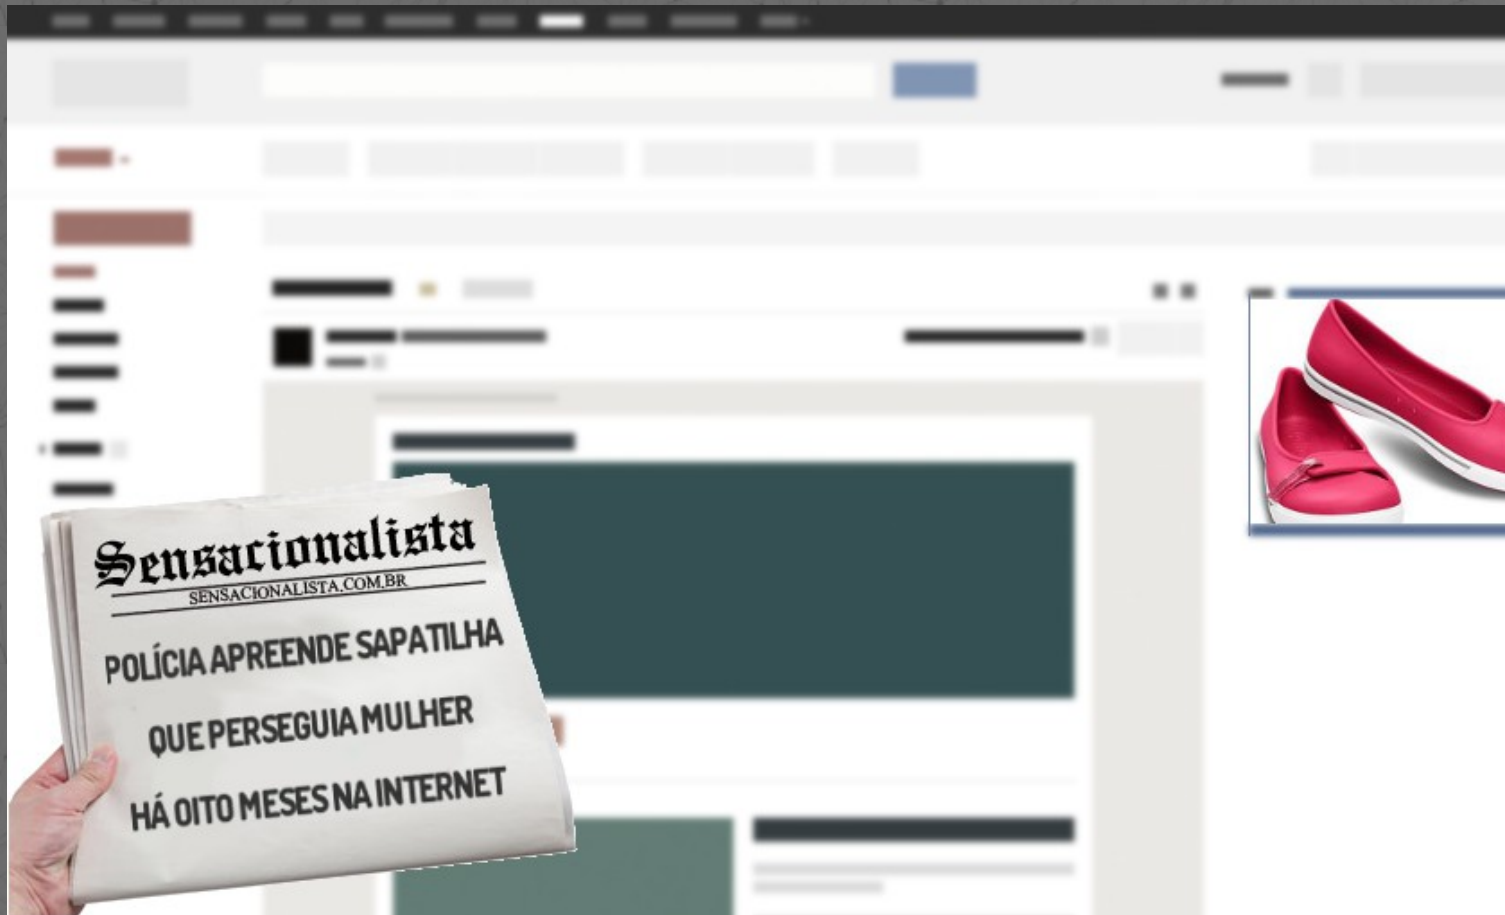 Sensacionalista
SENSACIONALISTA.COM.BR
POLÍCIA APREENDE SAPATILHA
QUE PERSEGUIA MULHER
HÁ OITO MESES NA INTERNET